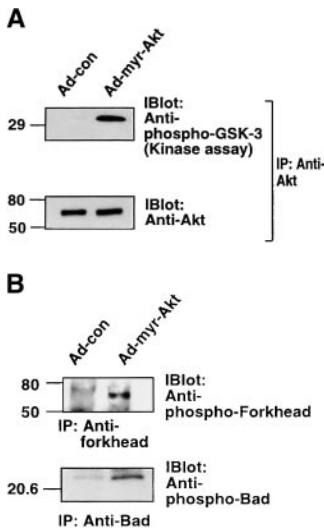 A
Ad-con
Ad-myr-Akt
IBlot:
Anti-
phospho-GSK-3
(Kinase assay)
29
IP: Anti-
Akt
80
50
IBlot:
Anti-Akt
B
Ad-con
Ad-myr-Akt
80
50
IBlot:
Anti-
phospho-Forkhead
IP: Anti-
forkhead
20.6
IBlot:
Anti-
phospho-Bad
IP: Anti-Bad